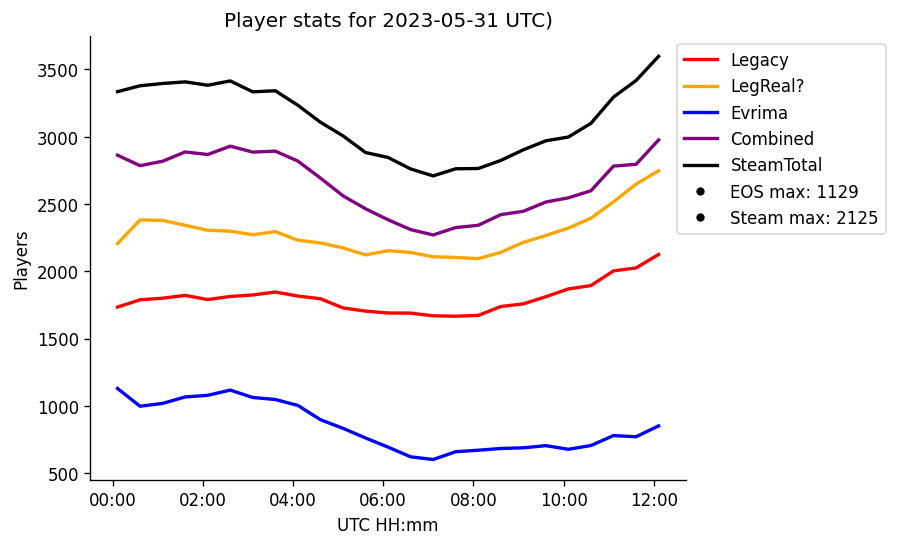 Player stats for 2023-05-31 UTC)
3500
3000
2500
2000
1500
1000
500
Players
00:00 02:00 04:00 06:00 08:00 10:00 12:00
UTC HH:mm
Legacy
LegReal?
Evrima
Combined
SteamTotal
EOS max: 1129
Steam max: 2125